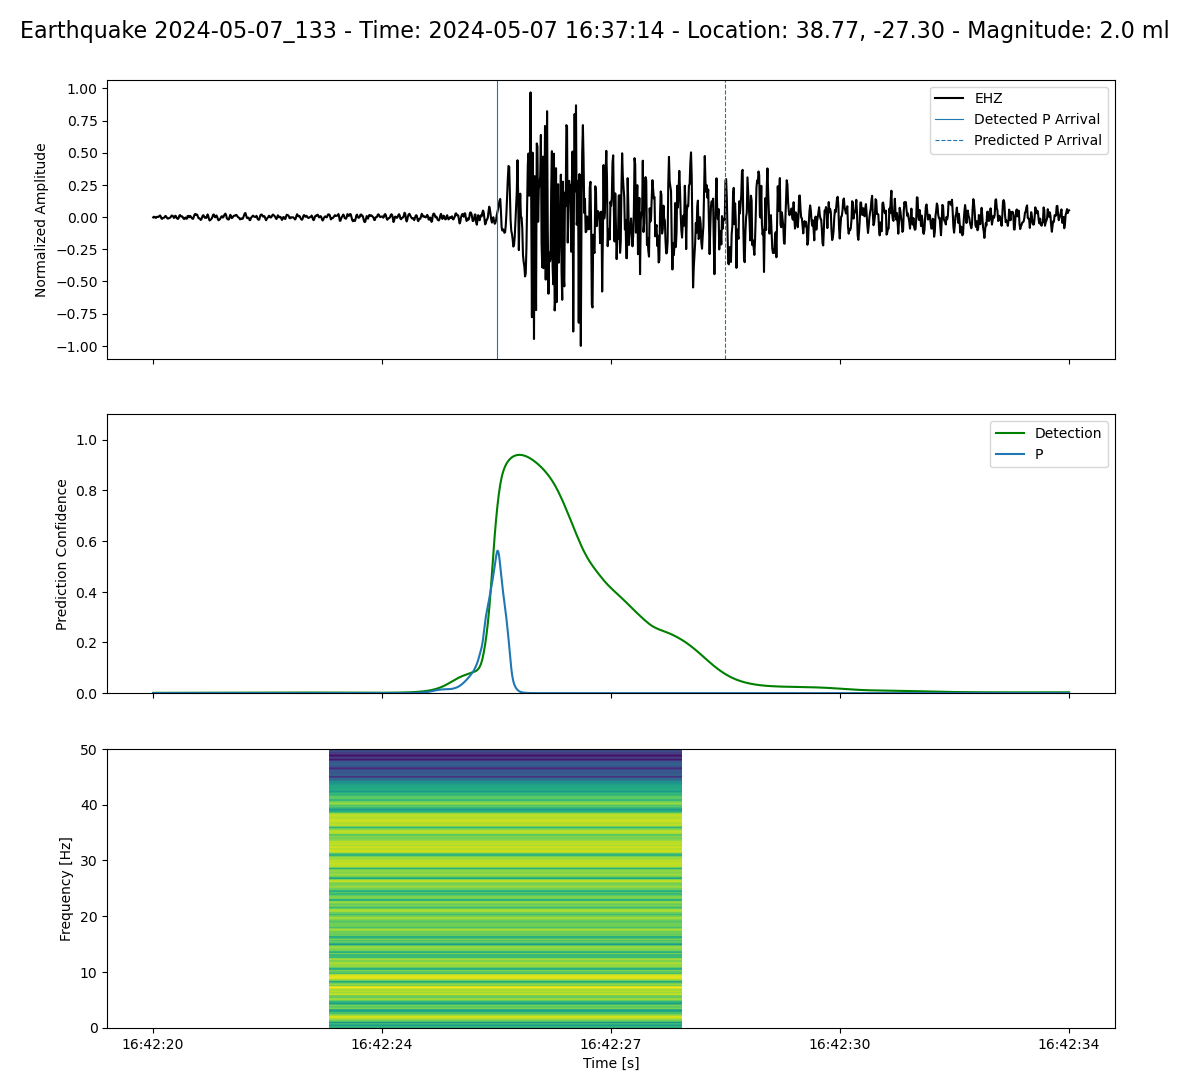 Earthquake 2024-05-07_133 - Time: 2024-05-07 16:37:14 - Location: 38.77, -27.30 - Magnitude: 2.0 ml
Normalized Amplitude
1.00
0.75
0.50
0.25
0.00
−0.25
−0.50
−0.75
−1.00
EHZ
Detected P Arrival
Predicted P Arrival
Prediction Confidence
1.0
0.8
0.6
0.4
0.2
0.0
Detection
P
Frequency [Hz]
50
40
30
20
10
0
16:42:20
16:42:24
16:42:27
16:42:30
16:42:34
Time [s]